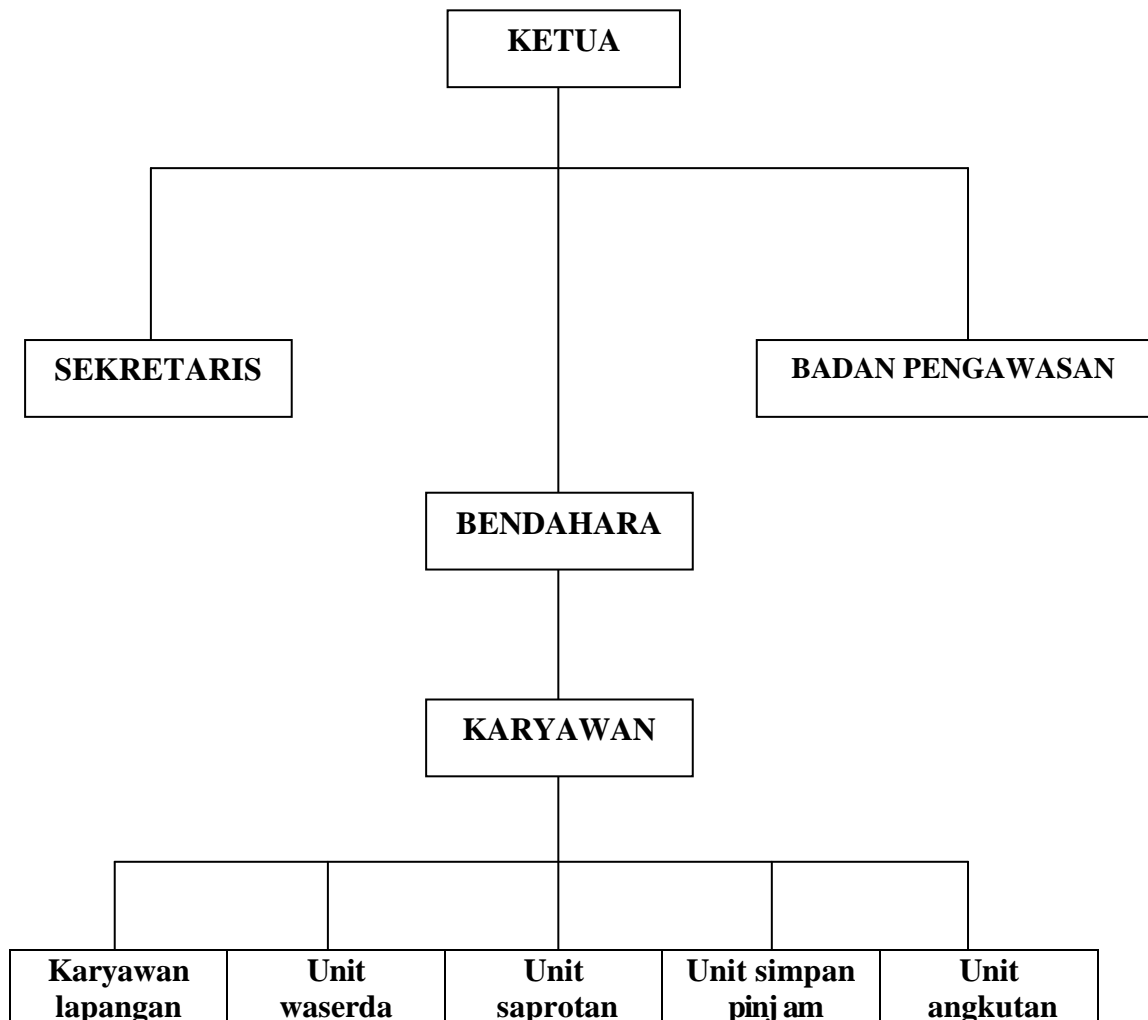 KETUA
SEKRETARIS
BADAN PENGAWASAN
BENDAHARA
KARYAWAN
Karyawan
lapangan
Unit
waserda
Unit
saprotan
Unit simpan
pinjam
Unit
angkutan